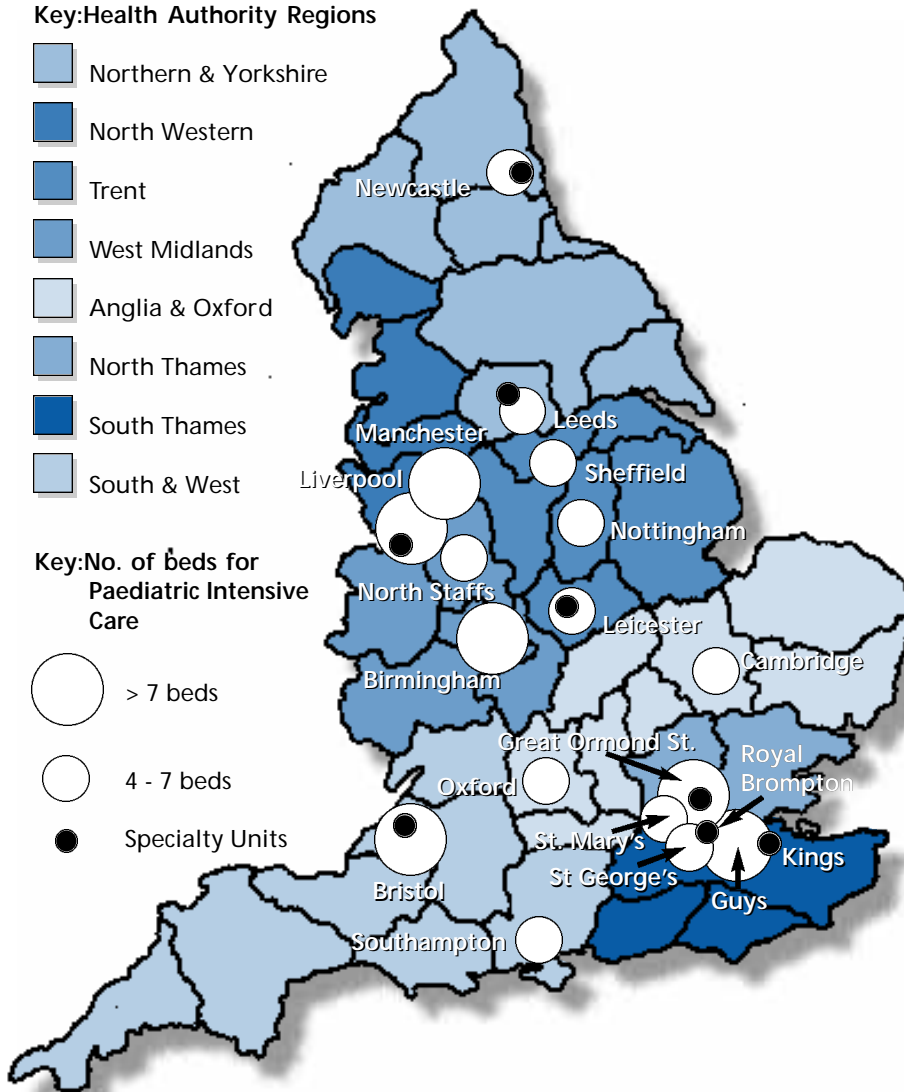 Key:Health Authority Regions
Northern & Yorkshire
North Western
Trent
West Midlands
Anglia & Oxford
North Thames
South Thames
South & West
Key:No. of beds for
Paediatric Intensive
Care
> 7 beds
4 - 7 beds
Specialty Units
Newcastle
Leeds
Manchester
Liverpool
Sheffield
Nottingham
North Staffs
Leicester
Birmingham
Cambridge
Great Ormond St.
Oxford
Royal
Brompton
St. Mary's
St George's
Kings
Guys
Bristol
Southampton